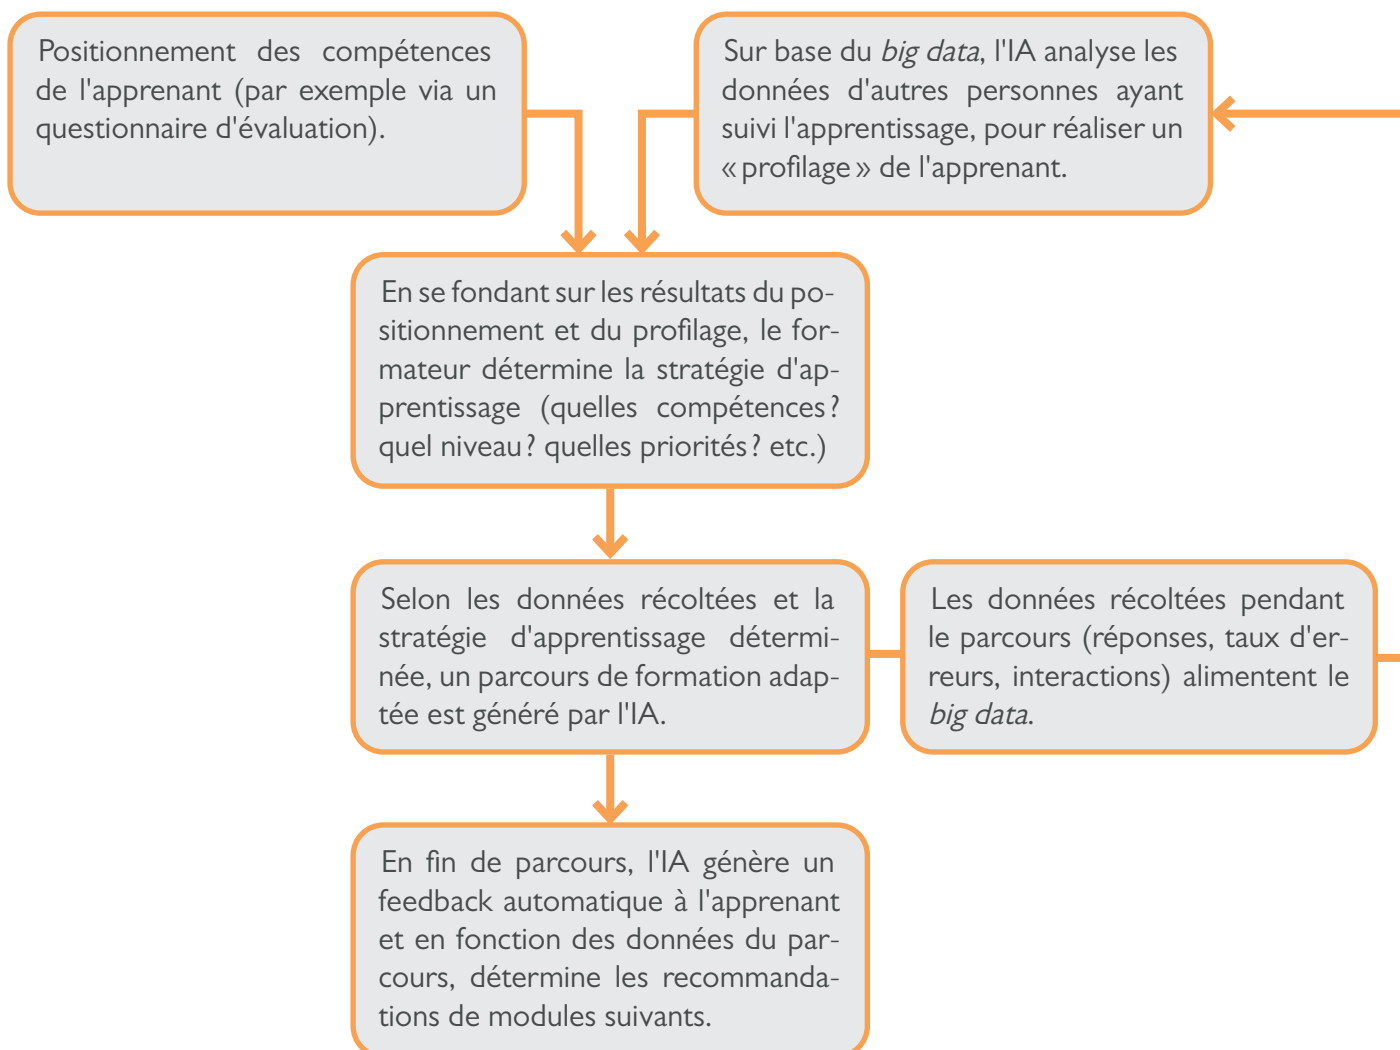 Positionnement des compétences
de l'apprenant (par exemple via un
questionnaire d'évaluation).
Sur base du big data, l'IA analyse les
données d'autres personnes ayant
suivi l'apprentissage, pour réaliser un
« profilage » de l'apprenant.
En se fondant sur les résultats du po-
sitionnement et du profilage, le for-
mateur détermine la stratégie d'ap-
prentissage (quelles compétences ?
quel niveau ? quelles priorités ? etc.)
Selon les données récoltées et la
stratégie d'apprentissage détermi-
née, un parcours de formation adap-
tée est généré par l'IA.
Les données récoltées pendant
le parcours (réponses, taux d'er-
reurs, interactions) alimentent le
big data.
En fin de parcours, l'IA génère un
feedback automatique à l'apprenant
et en fonction des données du par-
cours, détermine les recommanda-
tions de modules suivants.